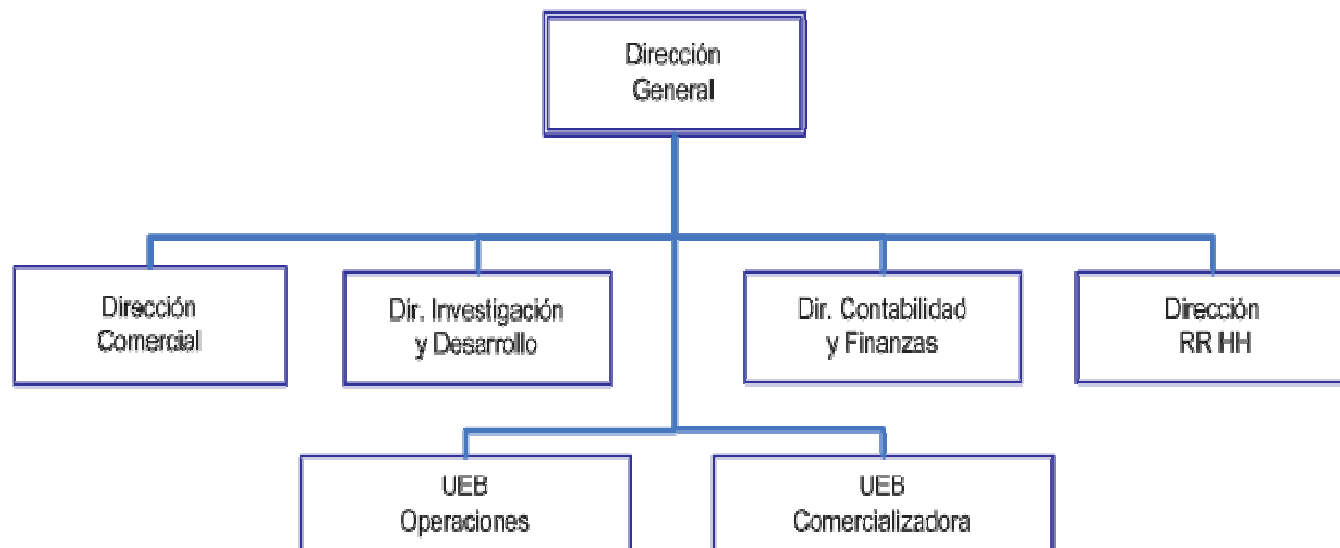 Dirección
General
Dirección
Comercial
Dir. Investigación
y Desarrollo
Dir. Contabilidad
y Finanzas
Dirección
RR HH
UEB
Operaciones
UEB
Comercializadora